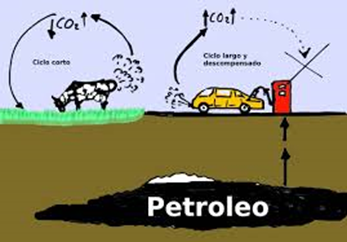 ↓CO₂↑
Ciclo corto
↑CO₂↑
Ciclo largo y
descompensado
Petroleo